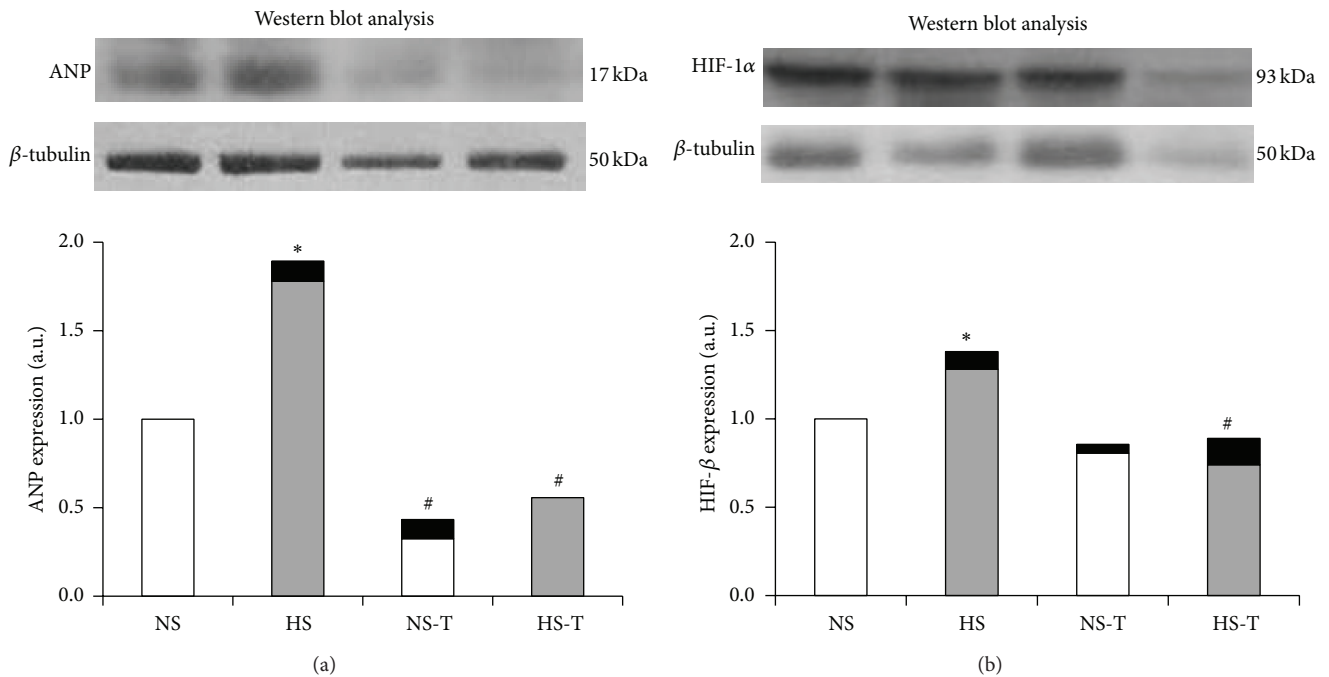 Western blot analysis
ANP
17 kDa
β-tubulin
50 kDa
2.0
1.5
1.0
0.5
0.0
ANP expression (a.u.)
*
#
#
NS
HS
NS-T
HS-T
(a)
Western blot analysis
HIF-1α
93 kDa
β-tubulin
50 kDa
2.0
1.5
1.0
0.5
0.0
HIF-β expression (a.u.)
*
#
NS
HS
NS-T
HS-T
(b)